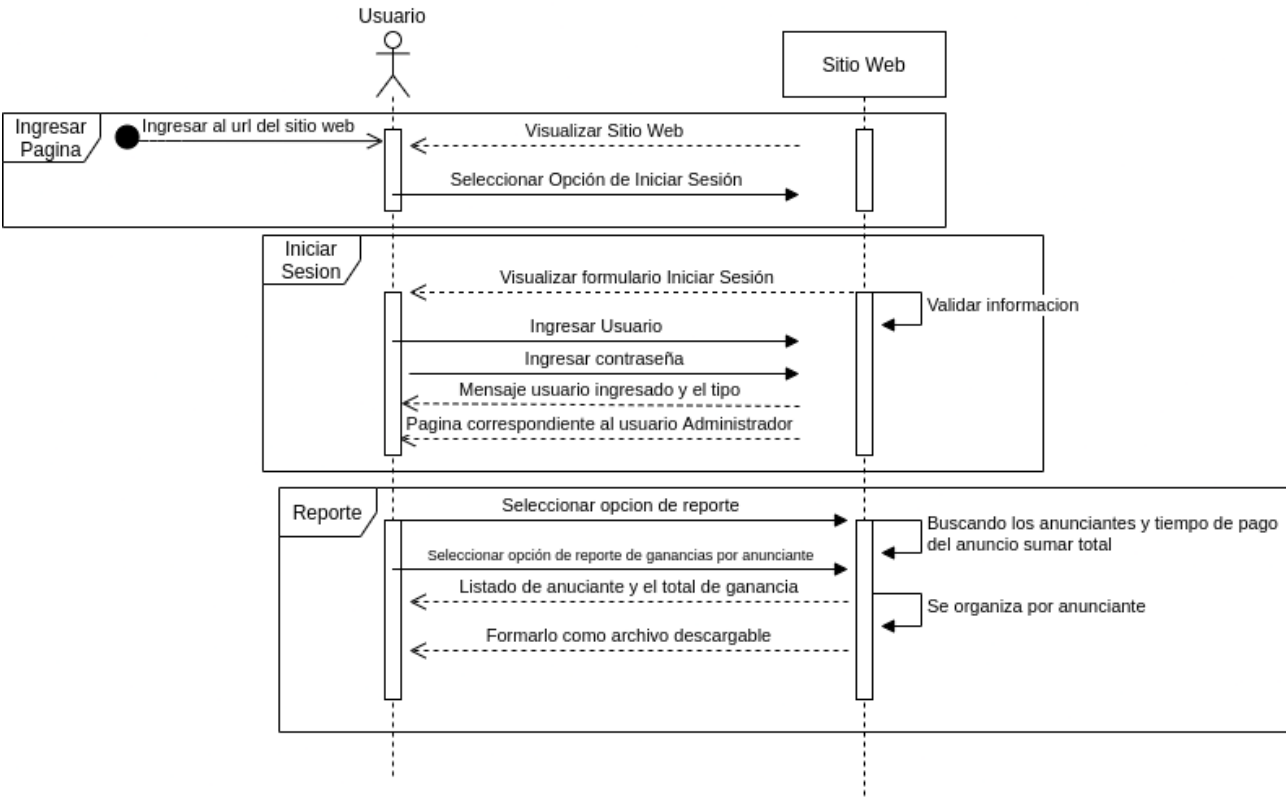 Usuario
Sitio Web
Ingresar
Pagina
Ingresar al url del sitio web
Visualizar Sitio Web
Seleccionar Opción de Iniciar Sesión
Iniciar
Sesion
Visualizar formulario Iniciar Sesión
Validar informacion
Ingresar Usuario
Ingresar contraseña
Mensaje usuario ingresado y el tipo
Pagina correspondiente al usuario Administrador
Reporte
Seleccionar opcion de reporte
Buscando los anunciantes y tiempo de pago
del anuncio sumar total
Seleccionar opción de reporte de ganancias por anunciante
Listado de anuciante y el total de ganancia
Se organiza por anunciante
Formarlo como archivo descargable